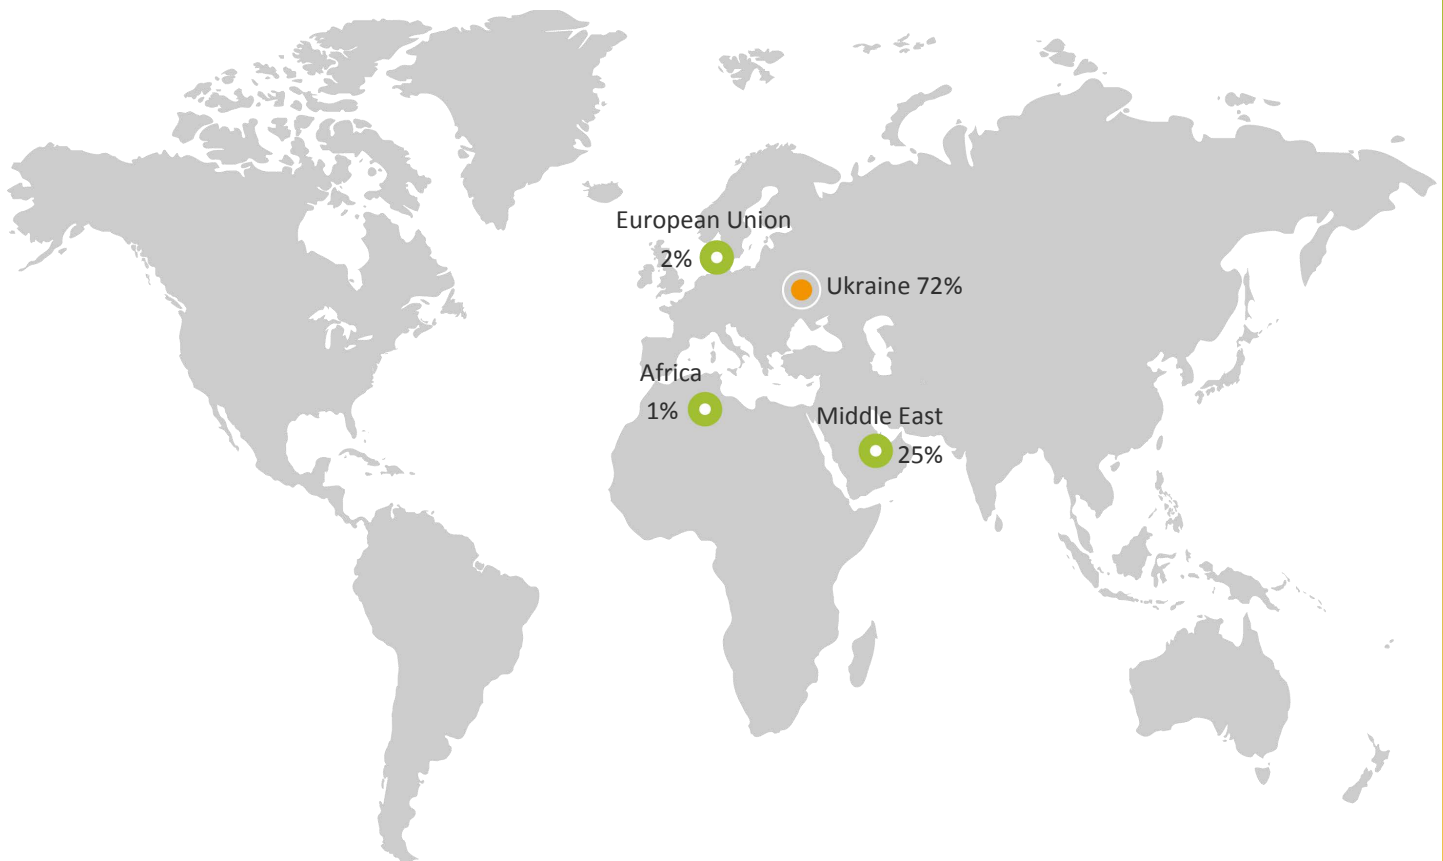 European Union
2%
Ukraine 72%
Africa
1%
Middle East
25%